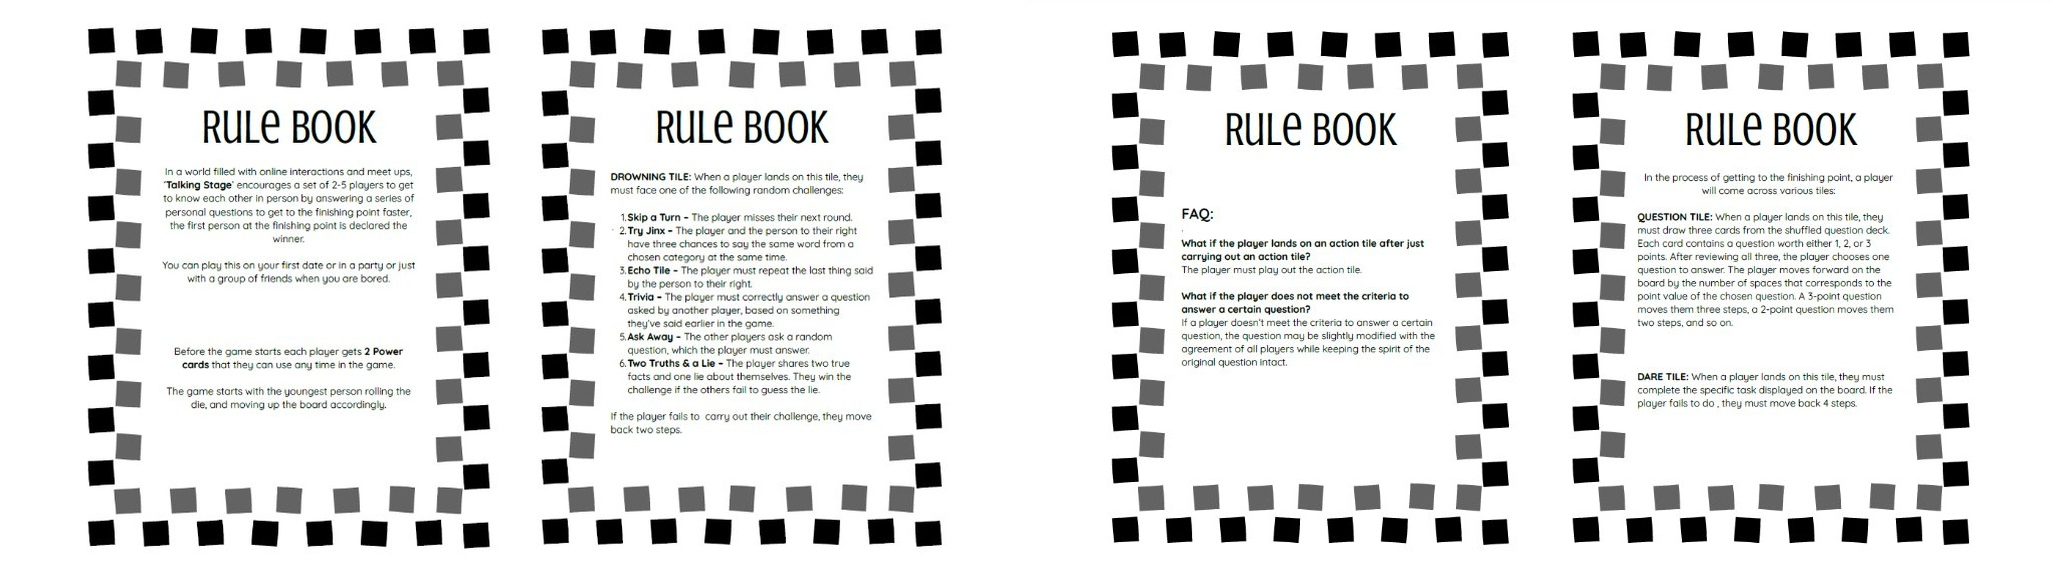 RULE BOOK
In a world filled with online interactions and meet ups,
'Talking Stage' encourages a set of 2-5 players to get
to know each other in person by answering a series of
personal questions to get to the finishing point faster,
the first person at the finishing point is declared the
winner.
You can play this on your first date or in a party or just
with a group of friends when you are bored.
Before the game starts each player gets 2 Power
cards that they can use any time in the game.
The game starts with the youngest person rolling the
die, and moving up the board accordingly.
RULE BOOK
DROWNING TILE: When a player lands on this tile, they
must face one of the following random challenges:
1. Skip a Turn – The player misses their next round.
2. Try Jinx – The player and the person to their right
have three chances to say the same word from a
chosen category at the same time.
3. Echo Tile – The player must repeat the last thing said
by the person to their right.
4. Trivia – The player must correctly answer a question
asked by another player, based on something
they've said earlier in the game.
5. Ask Away – The other players ask a random
question, which the player must answer.
6. Two Truths & a Lie – The player shares two true
facts and one lie about themselves. They win the
challenge if the others fail to guess the lie.
If the player fails to carry out their challenge, they move
back two steps.
RULE BOOK
FAQ:
What if the player lands on an action tile after just
carrying out an action tile?
The player must play out the action tile.
What if the player does not meet the criteria to
answer a certain question?
If a player doesn't meet the criteria to answer a certain
question, the question may be slightly modified with the
agreement of all players while keeping the spirit of the
original question intact.
RULE BOOK
In the process of getting to the finishing point, a player
will come across various tiles:
QUESTION TILE: When a player lands on this tile, they
must draw three cards from the shuffled question deck.
Each card contains a question worth either 1, 2, or 3
points. After reviewing all three, the player chooses one
question to answer. The player moves forward on the
board by the number of spaces that corresponds to the
point value of the chosen question. A 3-point question
moves them three steps, a 2-point question moves them
two steps, and so on.
DARE TILE: When a player lands on this tile, they must
complete the specific task displayed on the board. If the
player fails to do , they must move back 4 steps.